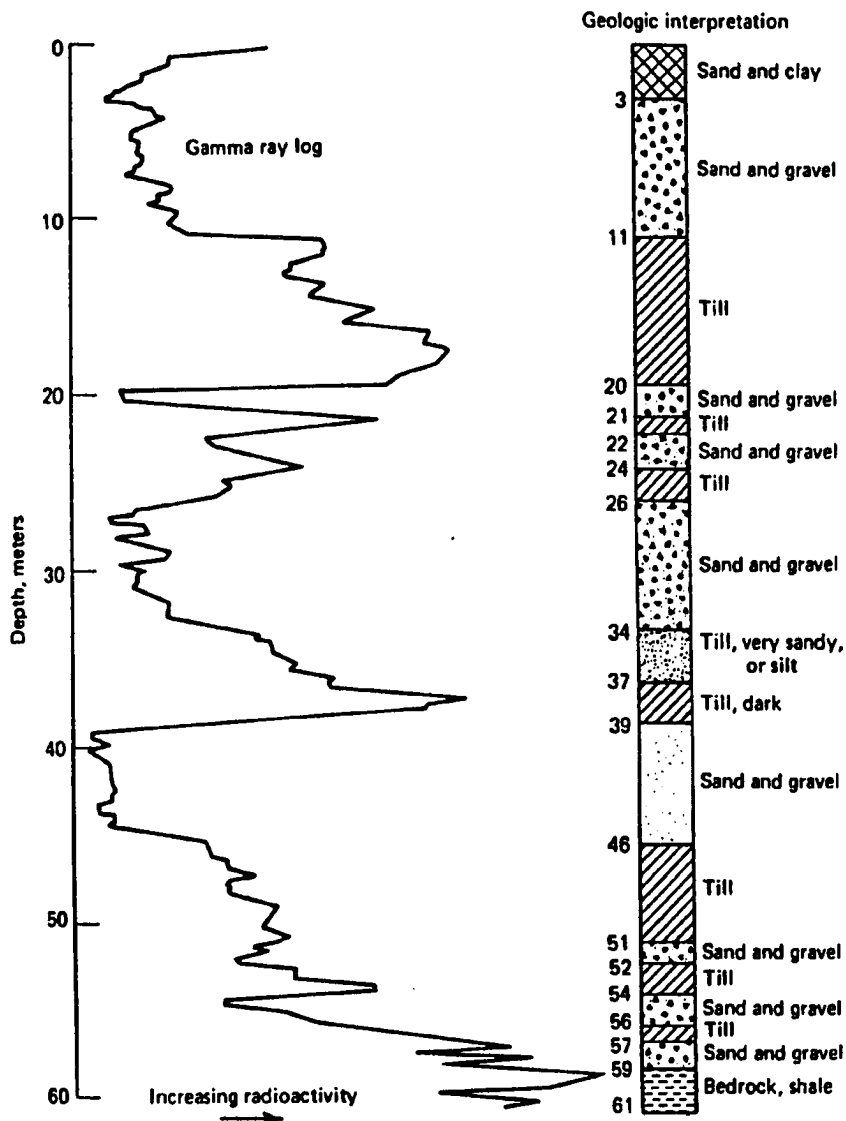 Geologic interpretation
0
Sand and clay
3
Gamma ray log
Sand and gravel
10
11
Till
20
20
Sand and gravel
21
Till
22
Sand and gravel
24
Till
26
Depth, meters
Sand and gravel
30
34
Till, very sandy,
or silt
37
Till, dark
39
40
Sand and gravel
46
Till
50
51
Sand and gravel
52
Till
54
Sand and gravel
56
Till
57
Sand and gravel
59
Bedrock, shale
60
Increasing radioactivity
61